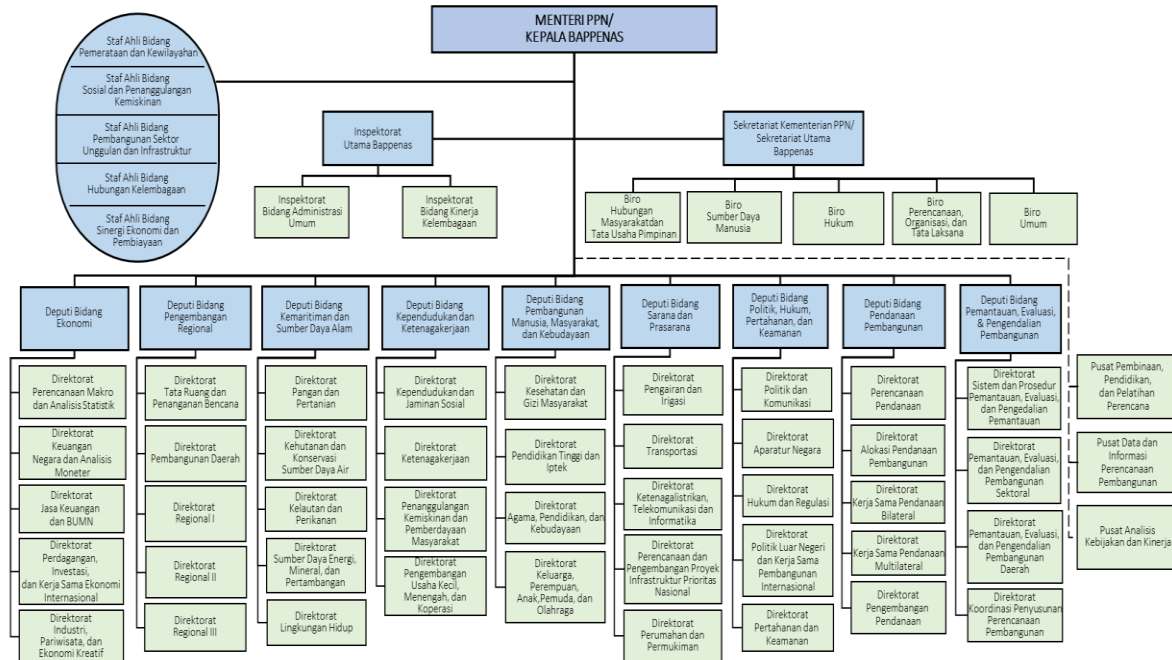 MENTERI PPN/
KEPALA BAPPENAS
Staf Ahli Bidang
Pemerataan dan Kewilayahan
Staf Ahli Bidang
Sosial dan Penanggulangan
Kemiskinan
Staf Ahli Bidang
Pembangunan Sektor
Unggulan dan Infrastruktur
Staf Ahli Bidang
Hubungan Kelembagaan
Staf Ahli Bidang
Sinergi Ekonomi dan
Pembiayaan
Inspektorat
Utama Bappenas
Sekretariat Kementerian PPN/
Sekretariat Utama
Bappenas
Inspektorat
Bidang Administrasi
Umum
Inspektorat
Bidang Kinerja
Kelembagaan
Biro
Hubungan
Masyarakatdan
Tata Usaha Pimpinan
Biro
Sumber Daya
Manusia
Biro
Hukum
Biro
Perencanaan,
Organisasi, dan
Tata Laksana
Biro
Umum
Deputi Bidang
Ekonomi
Deputi Bidang
Pengembangan
Regional
Deputi Bidang
Kemaritiman dan
Sumber Daya Alam
Deputi Bidang
Kependudukan dan
Ketenagakerjaan
Deputi Bidang
Pembangunan
Manusia, Masyarakat,
dan Kebudayaan
Deputi Bidang
Sarana dan
Prasarana
Deputi Bidang
Politik, Hukum,
Pertahanan, dan
Keamanan
Deputi Bidang
Pendanaan
Pembangunan
Deputi Bidang
Pemantauan, Evaluasi,
& Pengendalian
Pembangunan
Direktorat
Perencanaan Makro
dan Analisis Statistik
Direktorat
Keuangan
Negara dan Analisis
Moneter
Direktorat
Jasa Keuangan
dan BUMN
Direktorat
Perdagangan,
Investasi,
dan Kerja Sama Ekonomi
Internasional
Direktorat
Industri,
Pariwisata, dan
Ekonomi Kreatif
Direktorat
Tata Ruang dan
Penanganan Bencana
Direktorat
Pembangunan Daerah
Direktorat
Regional I
Direktorat
Regional II
Direktorat
Regional III
Direktorat
Pangan dan
Pertanian
Direktorat
Kehutanan dan
Konservasi
Sumber Daya Air
Direktorat
Kelautan dan
Perikanan
Direktorat
Sumber Daya Energi,
Mineral, dan
Pertambangan
Direktorat
Lingkungan Hidup
Direktorat
Kependudukan dan
Jaminan Sosial
Direktorat
Ketenagakerjaan
Direktorat
Penanggulangan
Kemiskinan dan
Pemberdayaan
Masyarakat
Direktorat
Pengembangan
Usaha Kecil,
Menengah, dan
Koperasi
Direktorat
Kesehatan dan
Gizi Masyarakat
Direktorat
Pendidikan Tinggi dan
Iptek
Direktorat
Agama, Pendidikan, dan
Kebudayaan
Direktorat
Keluarga,
Perempuan,
Anak,Pemuda, dan
Olahraga
Direktorat
Pengairan dan
Irigasi
Direktorat
Transportasi
Direktorat
Ketenagalistrikan,
Telekomunikasi dan
Informatika
Direktorat
Perencanaan dan
Pengembangan Proyek
Infrastruktur Prioritas
Nasional
Direktorat
Perumahan dan
Permukiman
Direktorat
Politik dan
Komunikasi
Direktorat
Aparatur Negara
Direktorat
Hukum dan Regulasi
Direktorat
Politik Luar Negeri
dan Kerja Sama
Pembangunan
Internasional
Direktorat
Pertahanan dan
Keamanan
Direktorat
Perencanaan
Pendanaan
Direktorat
Alokasi Pendanaan
Pembangunan
Direktorat
Kerja Sama Pendanaan
Bilateral
Direktorat
Kerja Sama Pendanaan
Multilateral
Direktorat
Pengembangan
Pendanaan
Direktorat
Sistem dan Prosedur
Pemantauan, Evaluasi,
dan Pengedalian
Pemantauan
Direktorat
Pemantauan, Evaluasi,
dan Pengendalian
Pembangunan
Sektoral
Direktorat
Pemantauan, Evaluasi,
dan Pengendalian
Pembangunan
Daerah
Direktorat
Koordinasi Penyusunan
Perencanaan
Pembangunan
Pusat Pembinaan,
Pendidikan,
dan Pelatihan
Perencana
Pusat Data dan
Informasi
Perencanaan
Pembangunan
Pusat Analisis
Kebijakan dan Kinerja